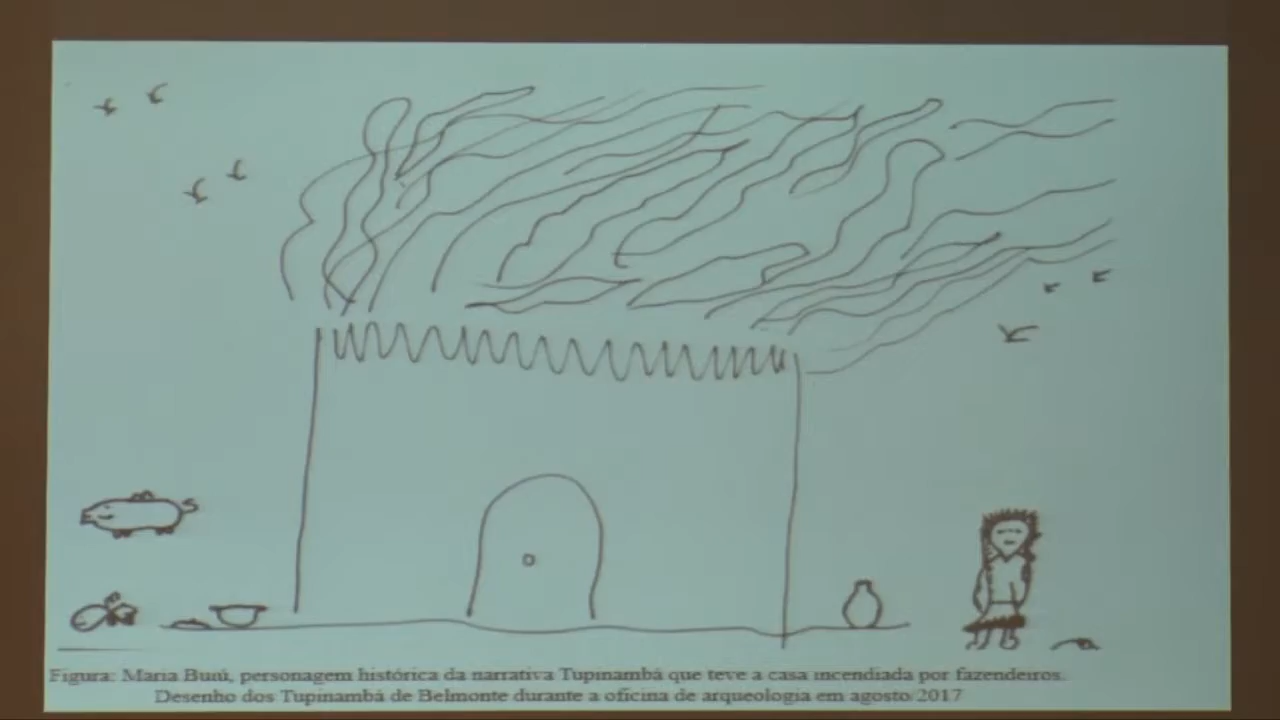 Figura: Maria Buiú, personagem histórica da narrativa Tupinambá que teve a casa incendiada por fazendeiros.
Desenho dos Tupinambá de Belmonte durante a oficina de arqueologia em agosto/2017